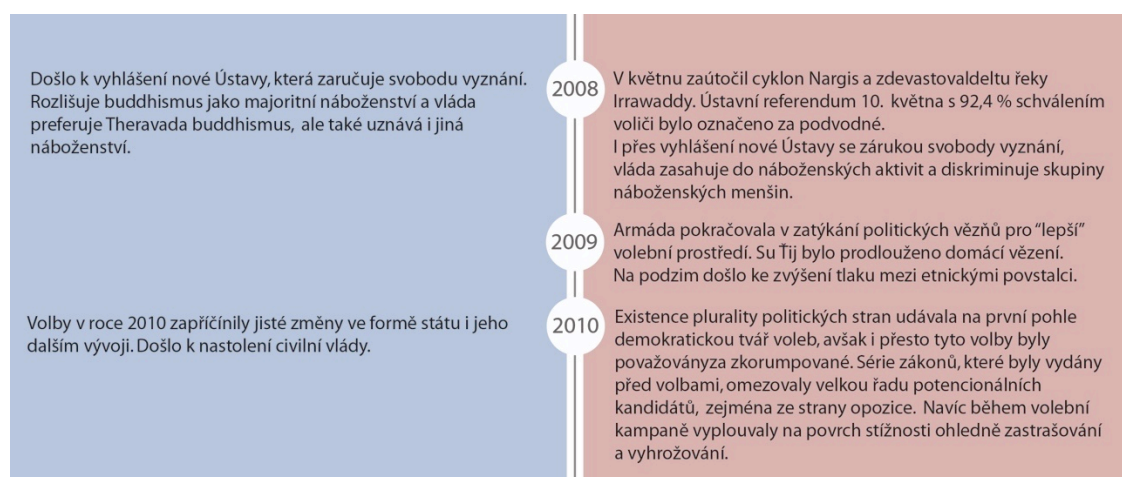 Došlo k vyhlášení nové Ústavy, která zaručuje svobodu vyznání.
Rozlišuje buddhismus jako majoritní náboženství a vláda
preferuje Theravada buddhismus, ale také uznává i jiná
náboženství.
2008
V květnu zaútočil cyklon Nargis a zdevastovaldeltu řeky
Irrawaddy. Ústavní referendum 10. května s 92,4 % schválením
voliči bylo označeno za podvodné.
I přes vyhlášení nové Ústavy se zárukou svobody vyznání,
vláda zasahuje do náboženských aktivit a diskriminuje skupiny
náboženských menšin.
2009
Armáda pokračovala v zatýkání politických vězňů pro "lepší"
volební prostředí. Su Ťij bylo prodlouženo domácí vězení.
Na podzim došlo ke zvýšení tlaku mezi etnickými povstalci.
Volby v roce 2010 zapříčínily jisté změny ve formě státu i jeho
dalším vývoji. Došlo k nastolení civilní vlády.
2010
Existence plurality politických stran udávala na první pohle
demokratickou tvář voleb, avšak i přesto tyto volby byly
považoványza zkorumpované. Série zákonů, které byly vydány
před volbami, omezovaly velkou řadu potencionálních
kandidátů, zejména ze strany opozice. Navíc během volební
kampaně vyplouvaly na povrch stížnosti ohledně zastrašování
a vyhrožování.